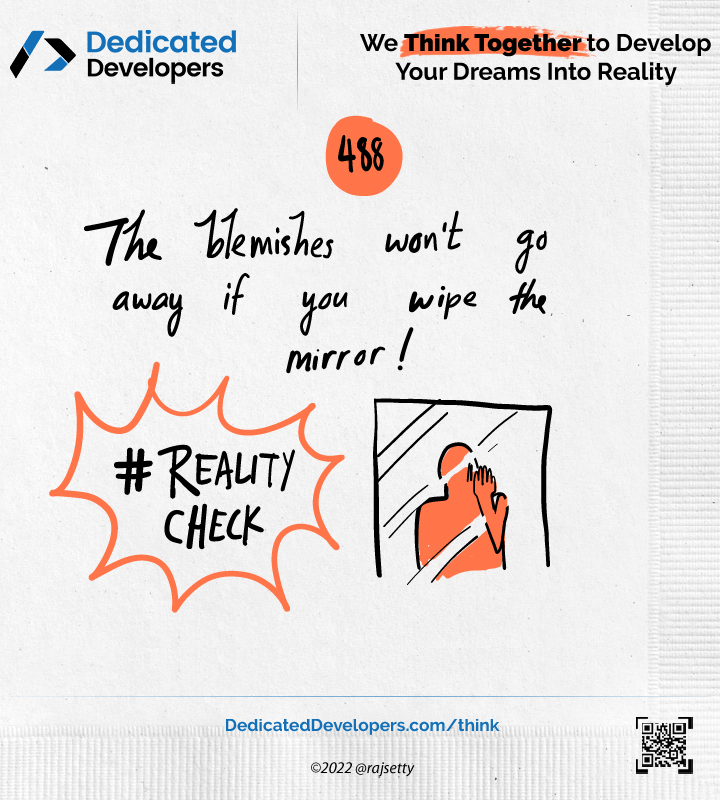 Dedicated
Developers
We Think Together to Develop
Your Dreams Into Reality
488
The blemishes won't go
away if you wipe the
mirror!
#REALITY
CHECK
DedicatedDevelopers.com/think
©2022 @rajsetty